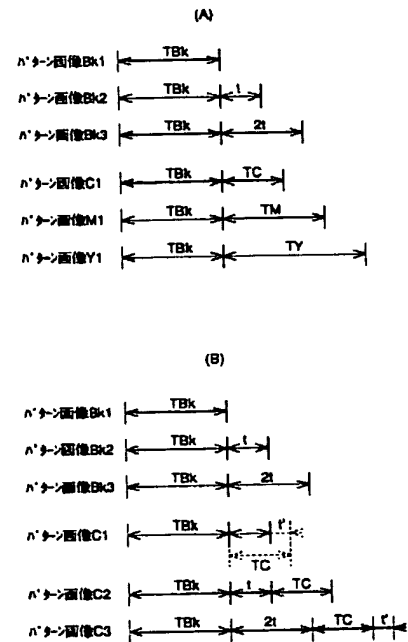 (A)
パターン画像Bk1 TBk
パターン画像Bk2 TBk t
パターン画像Bk3 TBk 2t
パターン画像C1 TBk TC
パターン画像M1 TBk TM
パターン画像Y1 TBk TY
(B)
パターン画像Bk1 TBk
パターン画像Bk2 TBk t
パターン画像Bk3 TBk 2t
パターン画像C1 TBk t'
TC
パターン画像C2 TBk t TC
パターン画像C3 TBk 2t TC t'